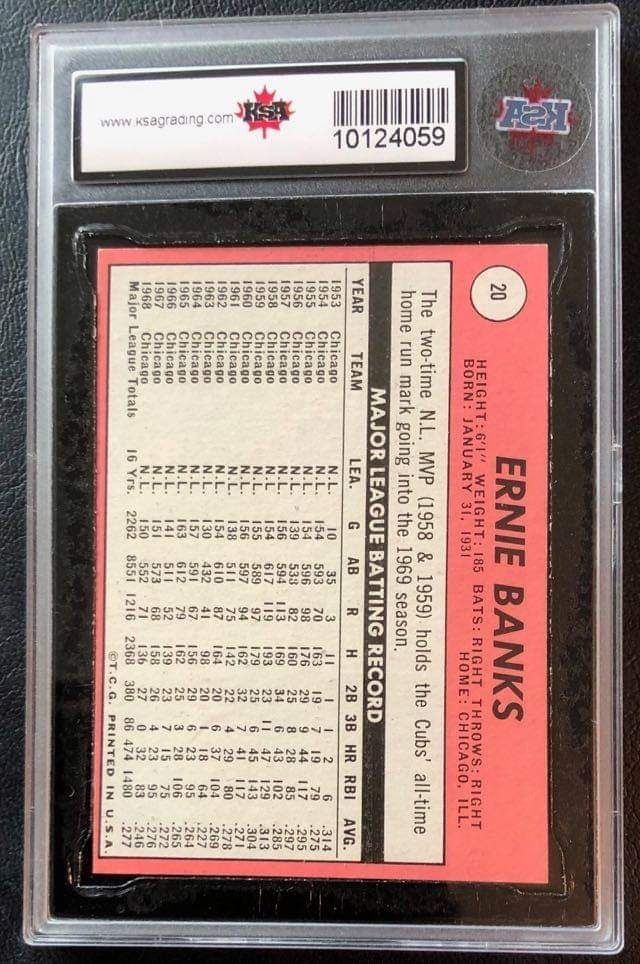 www.ksagrading.com
KSA
10124059
KSA
20
ERNIE BANKS
HEIGHT: 6'1" WEIGHT: 185 BATS: RIGHT THROWS: RIGHT
BORN: JANUARY 31, 1931 HOME: CHICAGO, ILL.
The two-time N.L. MVP (1958 & 1959) holds the Cubs' all-time
home run mark going into the 1969 season.
MAJOR LEAGUE BATTING RECORD
YEAR TEAM LEA. G AB R H 2B 3B HR RBI AVG.
1953 Chicago N.L. 10 35 3 11 1 1 2 6 .314
1954 Chicago N.L. 154 593 70 163 19 7 19 79 .275
1955 Chicago N.L. 154 596 98 176 29 9 44 117 .295
1956 Chicago N.L. 139 538 82 160 25 8 28 85 .297
1957 Chicago N.L. 156 594 113 169 34 6 43 102 .285
1958 Chicago N.L. 154 617 119 193 23 11 47 129 .313
1959 Chicago N.L. 155 589 97 179 25 6 45 143 .304
1960 Chicago N.L. 156 597 94 162 32 7 41 117 .271
1961 Chicago N.L. 138 511 75 142 22 4 29 80 .278
1962 Chicago N.L. 154 610 87 164 20 6 37 104 .269
1963 Chicago N.L. 130 432 41 98 20 1 18 64 .227
1964 Chicago N.L. 157 591 67 156 29 6 23 95 .264
1965 Chicago N.L. 163 612 79 162 25 3 28 106 .265
1966 Chicago N.L. 141 511 52 139 23 7 15 75 .272
1967 Chicago N.L. 151 573 68 158 26 4 23 95 .276
1968 Chicago N.L. 150 552 71 136 27 0 32 83 .246
Major League Totals 16 Yrs. 2262 8551 1216 2368 380 86 474 1480 .277
©T.C.G. PRINTED IN U.S.A.